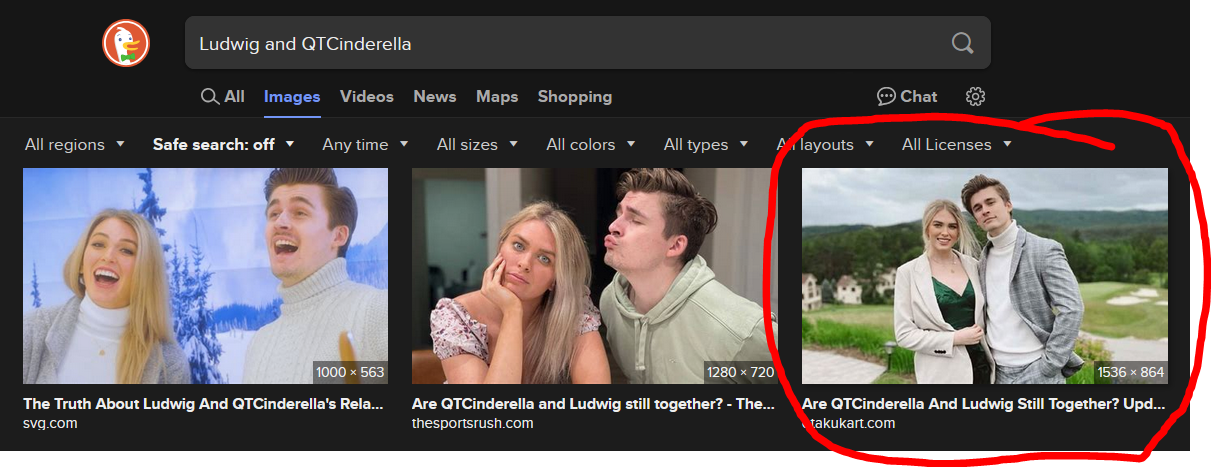 Ludwig and QTCinderella
All Images Videos News Maps Shopping Chat
All regions Safe search: off Any time All sizes All colors All types All layouts All Licenses
1000 × 563
1280 × 720
1536 × 864
The Truth About Ludwig And QTCinderella's Rela...
Are QTCinderella and Ludwig still together? - The...
Are QTCinderella And Ludwig Still Together? Upd...
svg.com
thesportsrush.com
otakukart.com